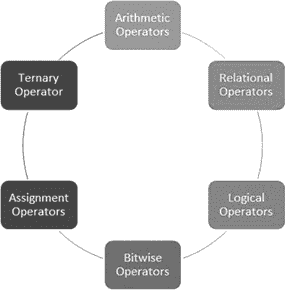 Arithmetic
Operators
Relational
Operators
Logical
Operators
Bitwise
Operators
Assignment
Operators
Ternary
Operator